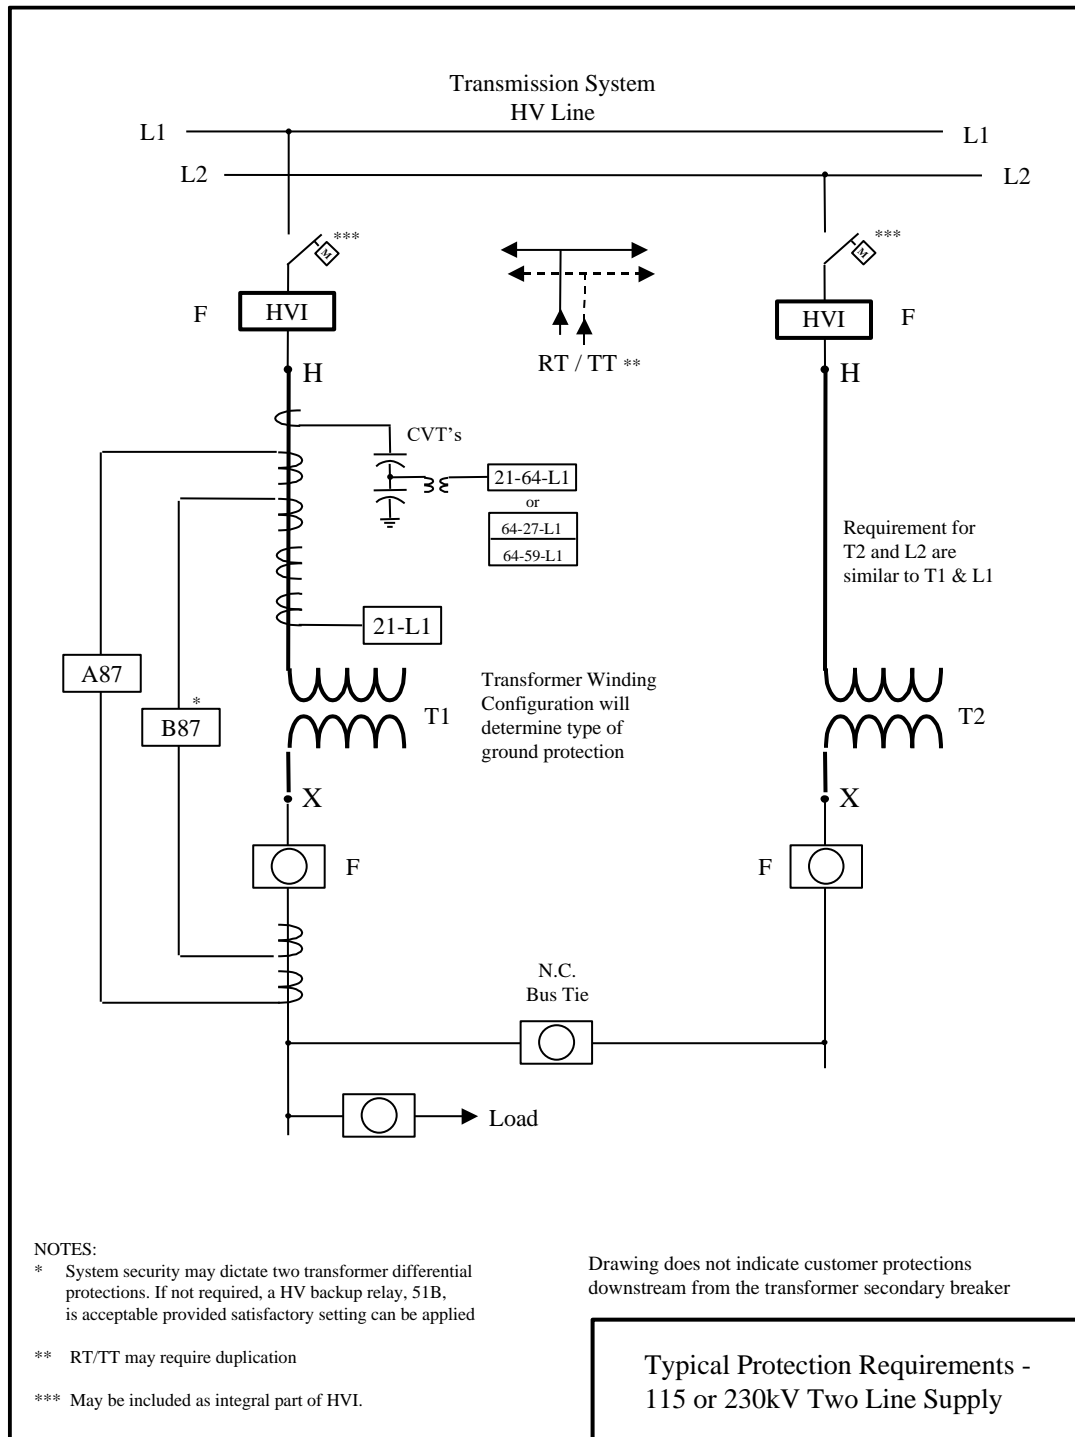 Transmission System
HV Line
L1
L1
L2
L2
***
M
***
M
F
HVI
HVI
F
RT / TT **
H
H
CVT's
21-64-L1
or
64-27-L1
64-59-L1
Requirement for
T2 and L2 are
similar to T1 & L1
21-L1
A87
*
B87
Transformer Winding
Configuration will
determine type of
ground protection
T1
T2
X
X
F
F
N.C.
Bus Tie
Load
NOTES:
* System security may dictate two transformer differential
protections. If not required, a HV backup relay, 51B,
is acceptable provided satisfactory setting can be applied
** RT/TT may require duplication
*** May be included as integral part of HVI.
Drawing does not indicate customer protections
downstream from the transformer secondary breaker
Typical Protection Requirements -
115 or 230kV Two Line Supply